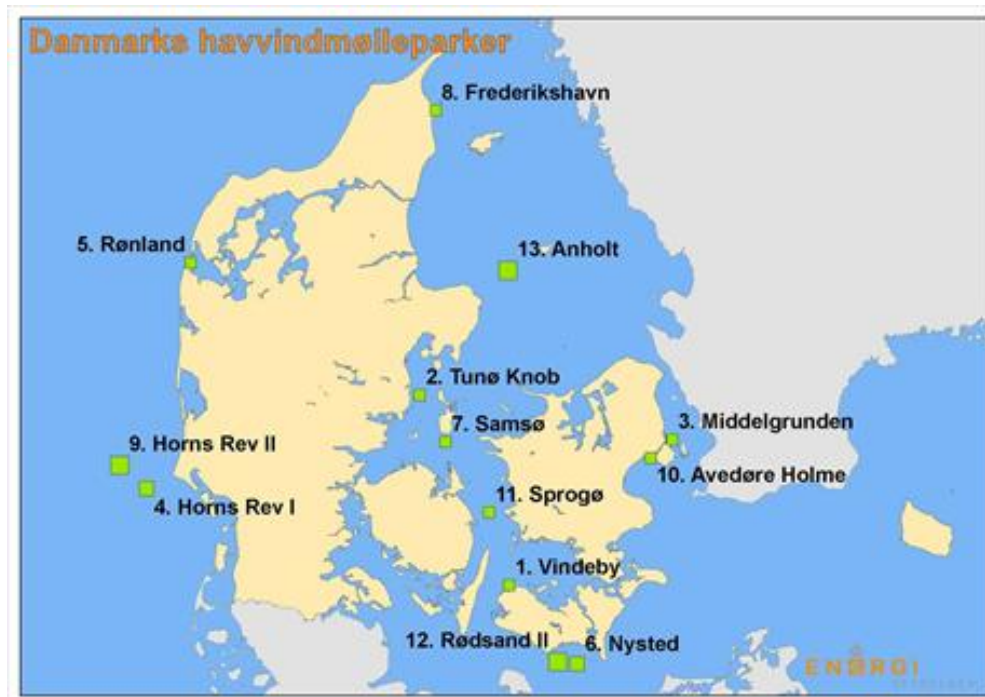 Danmarks havvindmølleparker
8. Frederikshavn
5. Rønland
13. Anholt
2. Tunø Knob
7. Samsø
3. Middelgrunden
9. Horns Rev II
10. Avedøre Holme
4. Horns Rev I
11. Sprogø
1. Vindeby
12. Rødsand II
6. Nysted